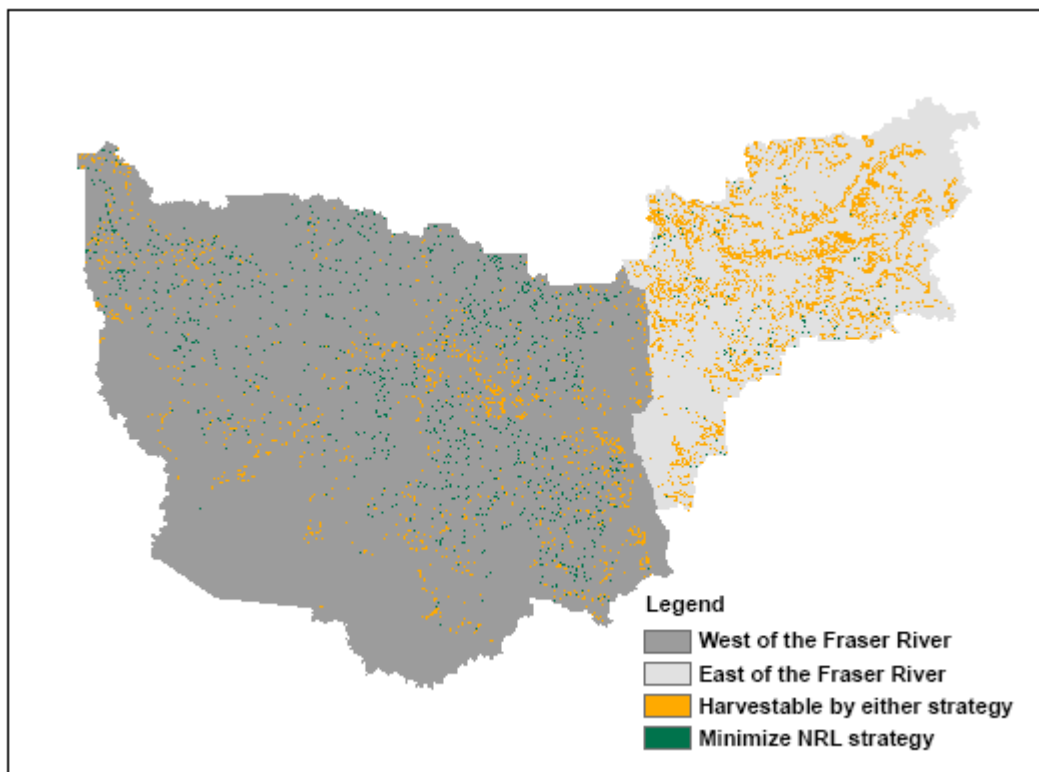 Legend
West of the Fraser River
East of the Fraser River
Harvestable by either strategy
Minimize NRL strategy